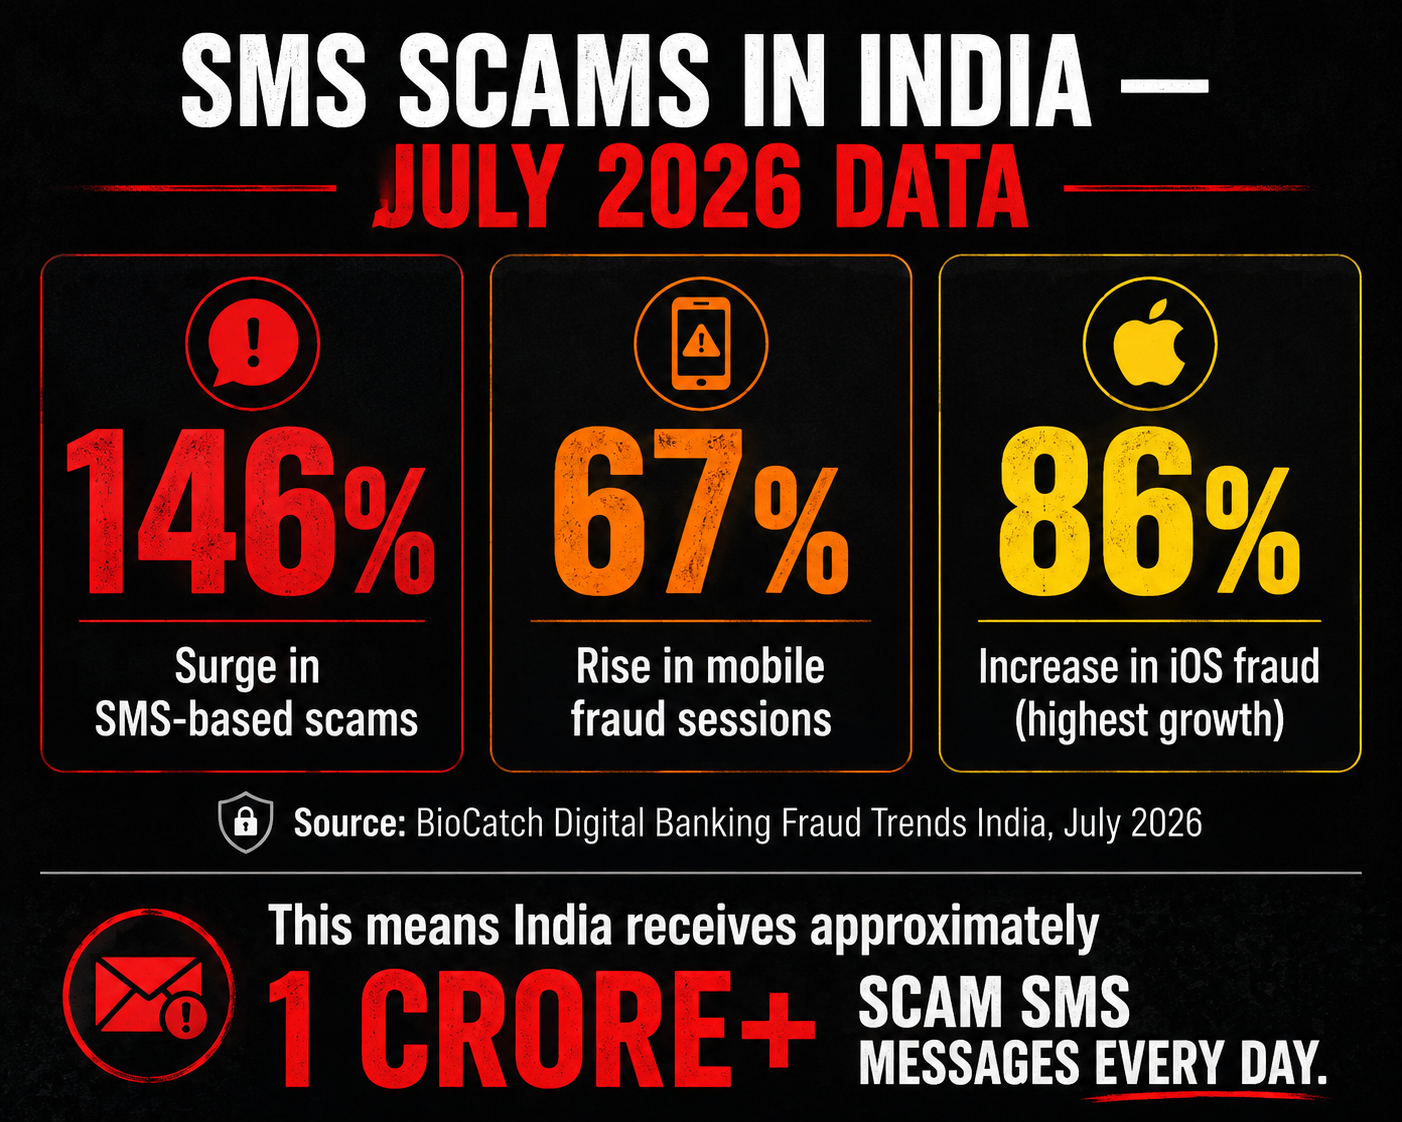 SMS SCAMS IN INDIA —
JULY 2026 DATA
146%
Surge in
SMS-based scams
67%
Rise in mobile
fraud sessions
86%
Increase in iOS fraud
(highest growth)
Source: BioCatch Digital Banking Fraud Trends India, July 2026
This means India receives approximately
1 CRORE+
SCAM SMS
MESSAGES EVERY DAY.